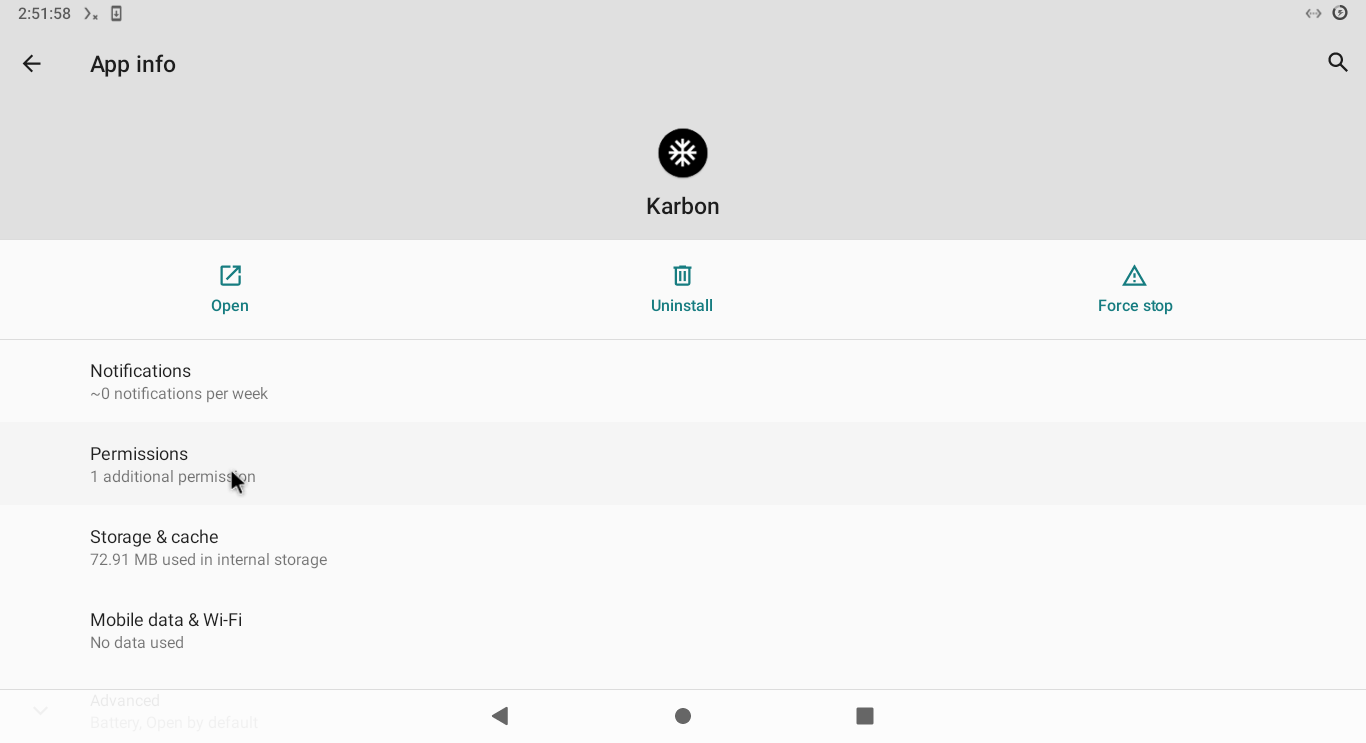 2:51:58
App info
Karbon
Open
Uninstall
Force stop
Notifications
~0 notifications per week
Permissions
1 additional permission
Storage & cache
72.91 MB used in internal storage
Mobile data & Wi-Fi
No data used
Advanced
Battery, Open by default